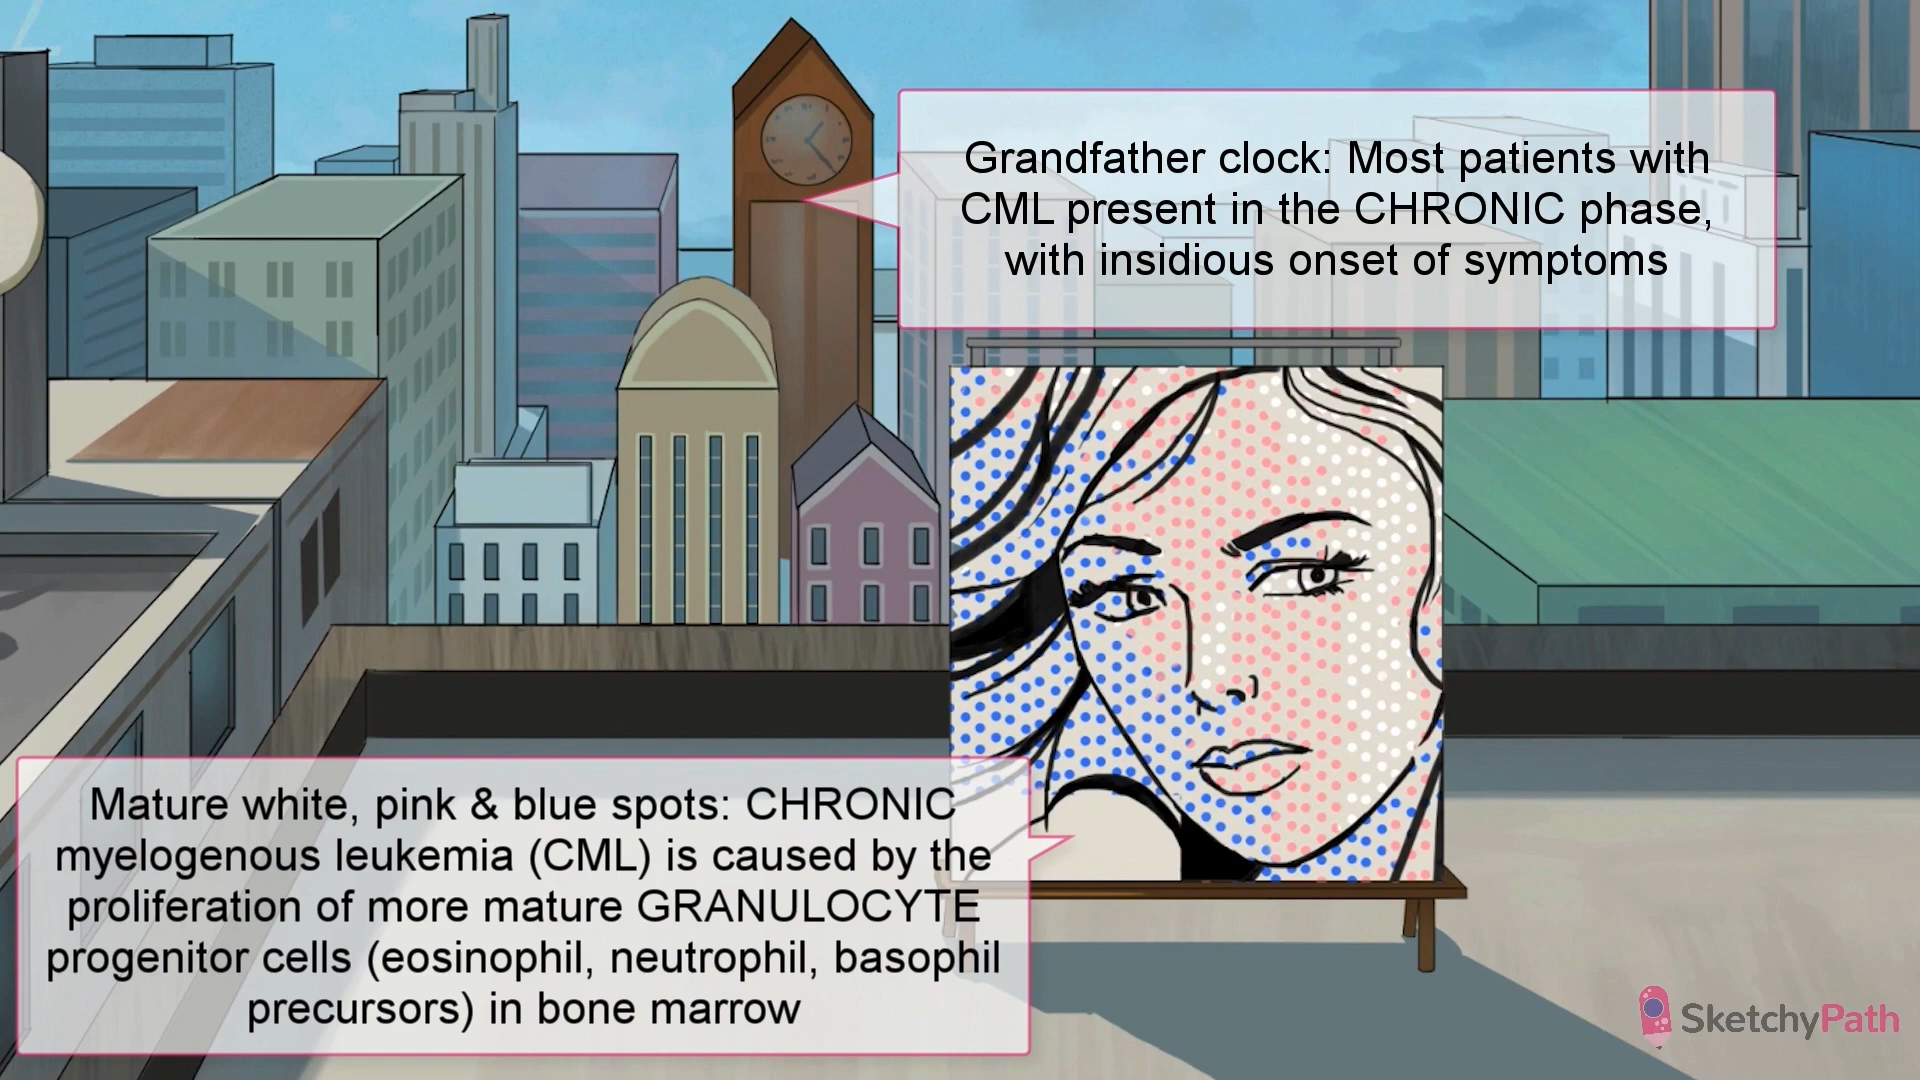 Grandfather clock: Most patients with
CML present in the CHRONIC phase,
with insidious onset of symptoms
Mature white, pink & blue spots: CHRONIC
myelogenous leukemia (CML) is caused by the
proliferation of more mature GRANULOCYTE
progenitor cells (eosinophil, neutrophil, basophil
precursors) in bone marrow
SketchyPath